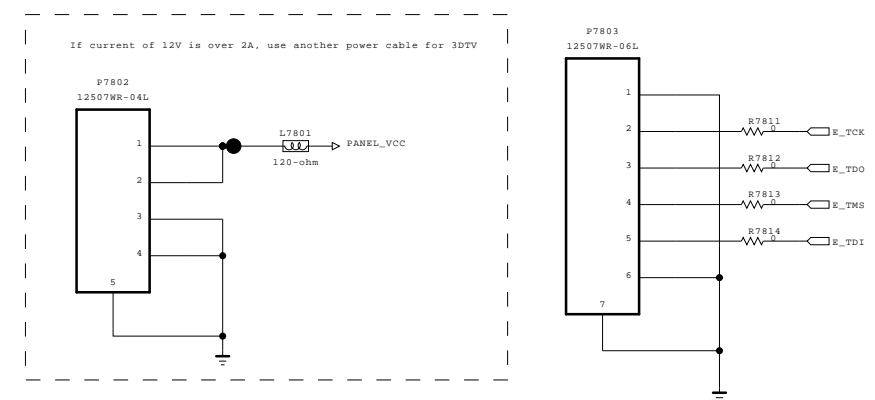 If current of 12V is over 2A, use another power cable for 3DTV
P7802
12507WR-04L
1
2
3
4
5
L7801
120-ohm
PANEL_VCC
P7803
12507WR-06L
1
2
3
4
5
6
7
R7811
0
E_TCK
R7812
0
E_TDO
R7813
0
E_TMS
R7814
0
E_TDI